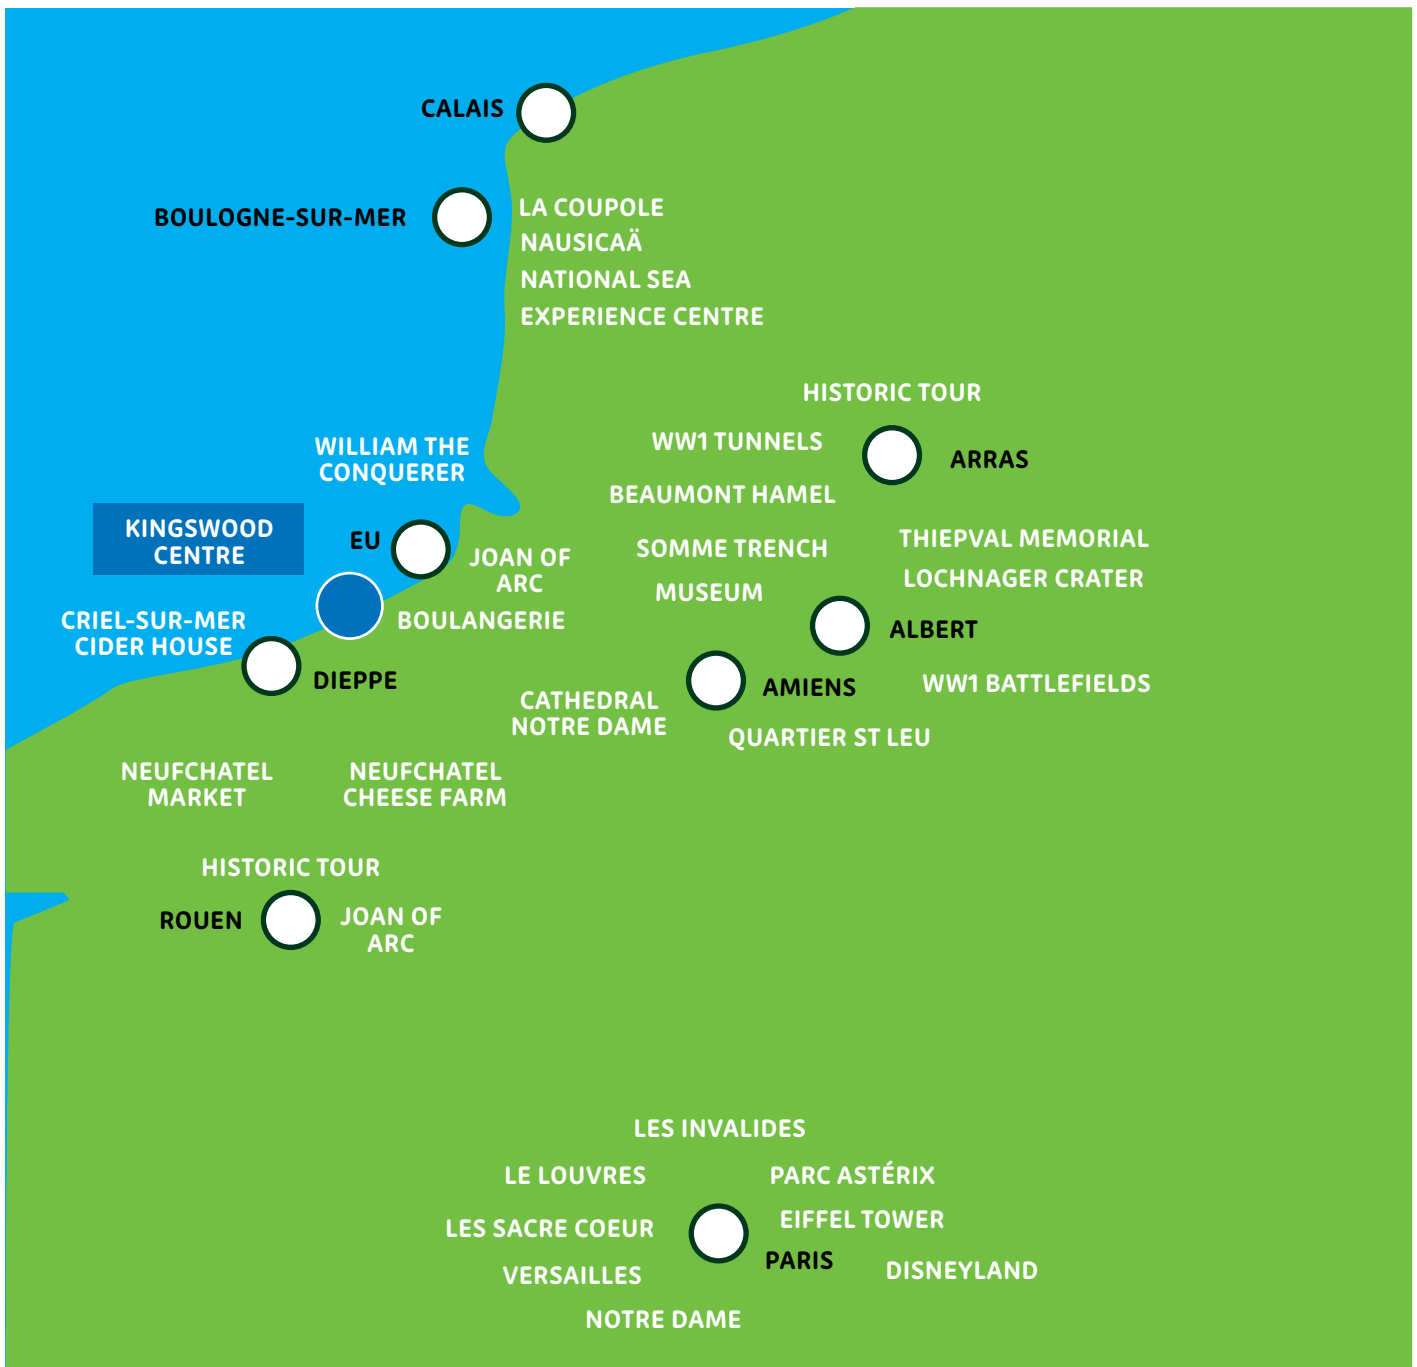 CALAIS
BOULOGNE-SUR-MER
LA COUPOLE
NAUSICAÄ
NATIONAL SEA
EXPERIENCE CENTRE
HISTORIC TOUR
WW1 TUNNELS
ARRAS
BEAUMONT HAMEL
WILLIAM THE
CONQUERER
KINGSWOOD
CENTRE
EU
JOAN OF
ARC
SOMME TRENCH
MUSEUM
THIEPVAL MEMORIAL
LOCHNAGER CRATER
CRIEL-SUR-MER
CIDER HOUSE
BOULANGERIE
ALBERT
DIEPPE
AMIENS
WW1 BATTLEFIELDS
CATHEDRAL
NOTRE DAME
QUARTIER ST LEU
NEUFCHATEL
MARKET
NEUFCHATEL
CHEESE FARM
HISTORIC TOUR
ROUEN
JOAN OF
ARC
LES INVALIDES
LE LOUVRES
PARC ASTÉRIX
LES SACRE COEUR
EIFFEL TOWER
PARIS
VERSAILLES
DISNEYLAND
NOTRE DAME